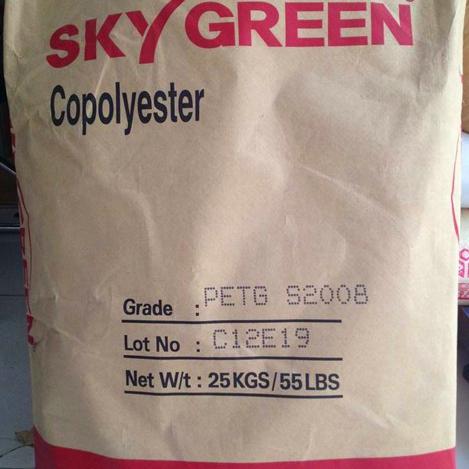 SKYGREEN®
Copolyester
Grade : PETG S2008
Lot No : C12E19
Net W/t : 25KGS/55LBS